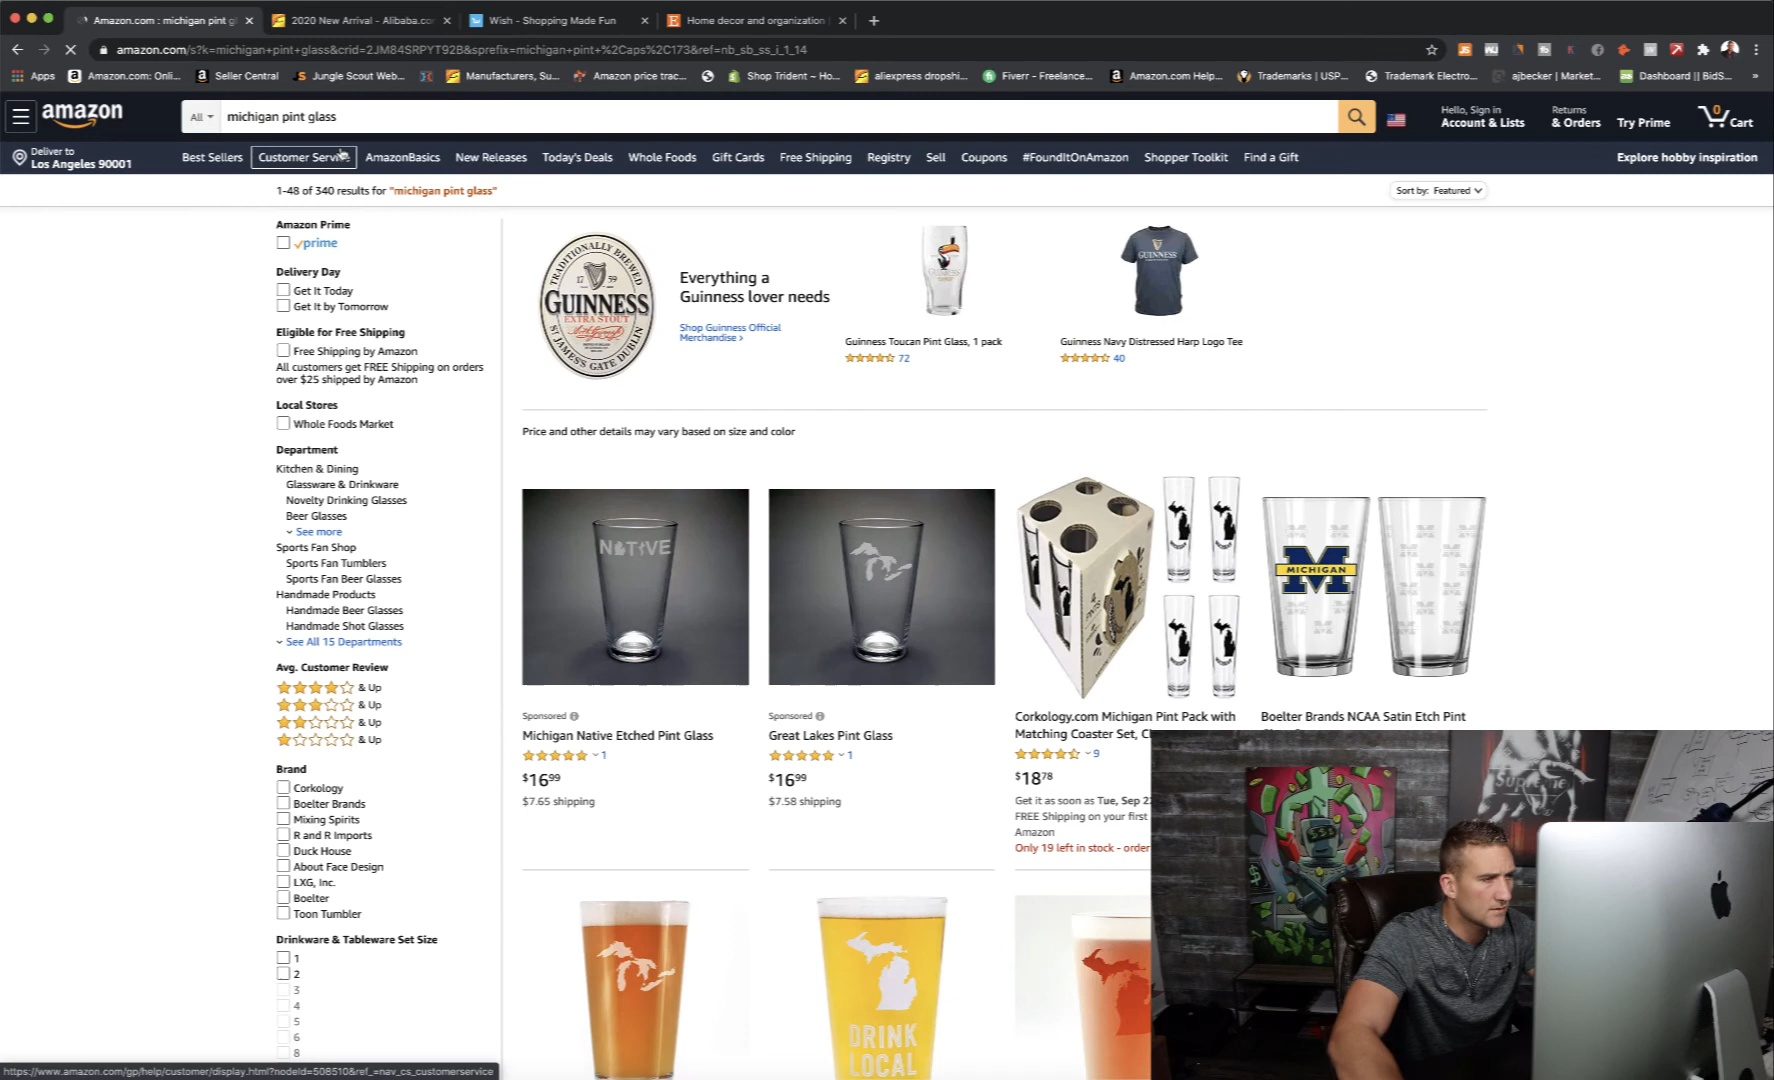 Amazon.com : michigan pint gl
2020 New Arrival - Alibaba.co
Wish - Shopping Made Fun
Home decor and organization
amazon.com/s?k=michigan+pint+glass&crid=2JM84SRPYT92B&sprefix=michigan+pint+%2Caps%2C173&ref=nb_sb_ss_i_1_14
Apps
Amazon.com: Onli...
Seller Central
Jungle Scout Web...
Manufacturers, Su...
Amazon price trac...
Shop Trident – Ho...
aliexpress dropshi...
Fiverr - Freelance...
Amazon.com Help...
Trademarks | USP...
Trademark Electro...
ajbecker | Market...
Dashboard || BidS...
amazon
All
michigan pint glass
Hello, Sign in
Account & Lists
Returns
& Orders
Try Prime
0
Cart
Deliver to
Los Angeles 90001
Best Sellers
Customer Service
AmazonBasics
New Releases
Today's Deals
Whole Foods
Gift Cards
Free Shipping
Registry
Sell
Coupons
#FoundItOnAmazon
Shopper Toolkit
Find a Gift
Explore hobby inspiration
1-48 of 340 results for "michigan pint glass"
Sort by: Featured
Amazon Prime
prime
Delivery Day
Get It Today
Get It by Tomorrow
Eligible for Free Shipping
Free Shipping by Amazon
All customers get FREE Shipping on orders
over $25 shipped by Amazon
Local Stores
Whole Foods Market
Department
Kitchen & Dining
Glassware & Drinkware
Novelty Drinking Glasses
Beer Glasses
See more
Sports Fan Shop
Sports Fan Tumblers
Sports Fan Beer Glasses
Handmade Products
Handmade Beer Glasses
Handmade Shot Glasses
See All 15 Departments
Avg. Customer Review
& Up
& Up
& Up
& Up
Brand
Corkology
Boelter Brands
Mixing Spirits
R and R Imports
Duck House
About Face Design
LXG, Inc.
Boelter
Toon Tumbler
Drinkware & Tableware Set Size
1
2
3
4
5
6
8
TRADITIONALLY BREWED
17 59
GUINNESS
EXTRA STOUT
ST JAMES'S GATE DUBLIN
Everything a
Guinness lover needs
Shop Guinness Official
Merchandise ›
GUINNESS
Guinness Toucan Pint Glass, 1 pack
72
GUINNESS
Guinness Navy Distressed Harp Logo Tee
40
Price and other details may vary based on size and color
NATIVE
Sponsored
Michigan Native Etched Pint Glass
1
$16 99
$7.65 shipping
Sponsored
Great Lakes Pint Glass
1
$16 99
$7.58 shipping
Corkology.com Michigan Pint Pack with
Matching Coaster Set, C
9
$18 78
Get it as soon as Tue, Sep 2
FREE Shipping on your first
Amazon
Only 19 left in stock - order
MICHIGAN
Boelter Brands NCAA Satin Etch Pint
DRINK
LOCAL
Supreme
$$$
https://www.amazon.com/gp/help/customer/display.html?nodeId=508510&ref_=nav_cs_customerservice